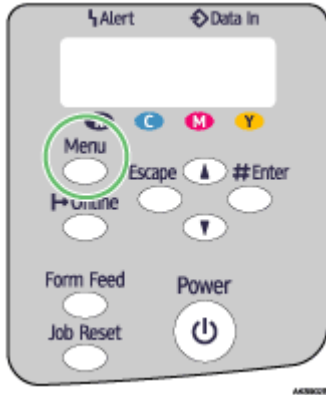 Alert Data In
C M Y
Menu
Escape #Enter
Online
Form Feed Power
Job Reset